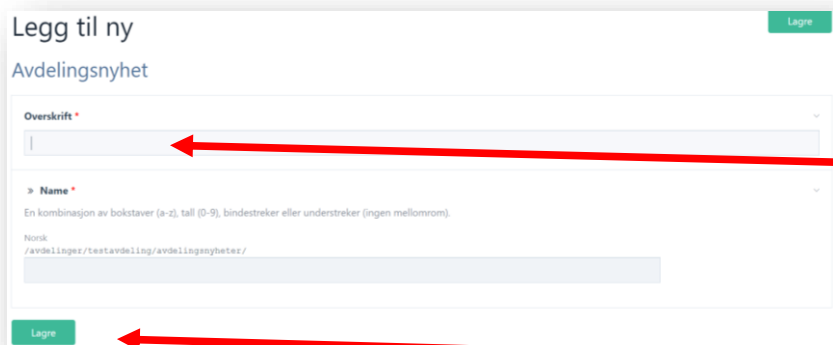 Legg til ny
Lagre
Avdelingsnyhet
Overskrift *
» Name *
En kombinasjon av bokstaver (a-z), tall (0-9), bindestreker eller understreker (ingen mellomrom).
Norsk
/avdelinger/testavdeling/avdelingsnyheter/
Lagre